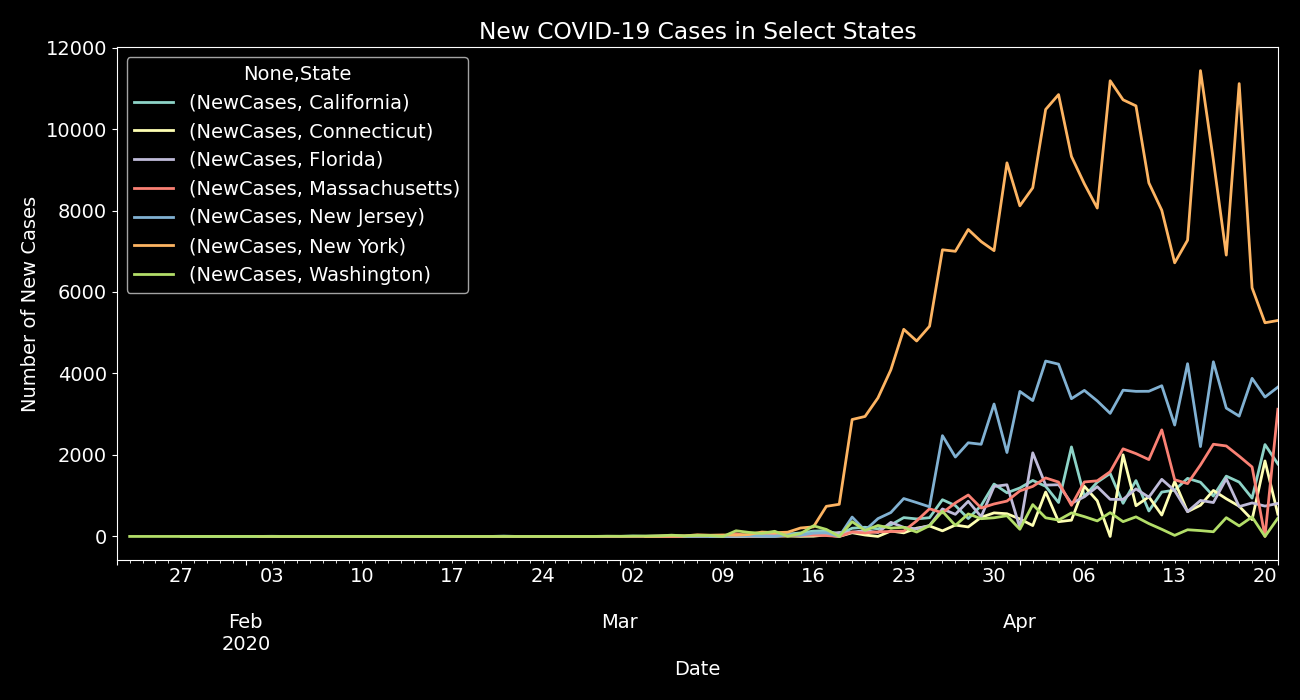 New COVID-19 Cases in Select States
12000
10000
8000
6000
4000
2000
0
Number of New Cases
None,State
(NewCases, California)
(NewCases, Connecticut)
(NewCases, Florida)
(NewCases, Massachusetts)
(NewCases, New Jersey)
(NewCases, New York)
(NewCases, Washington)
27 03 10 17 24 02 09 16 23 30 06 13 20
Feb Mar Apr
2020
Date